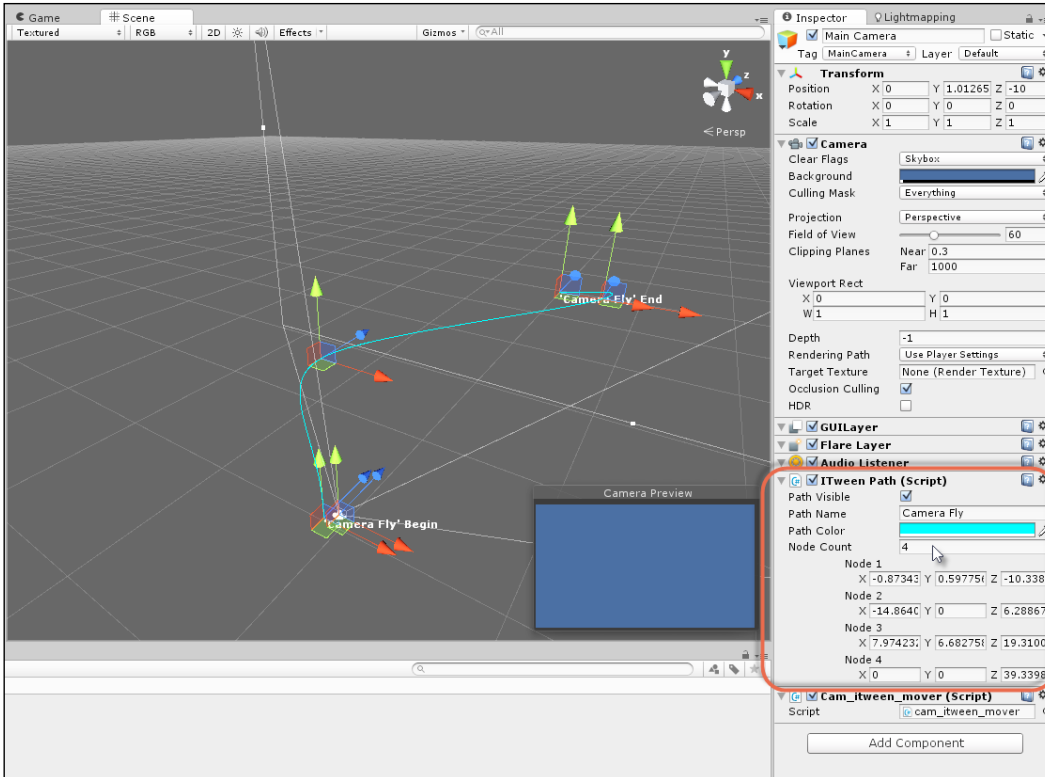 Game
Scene
Textured
RGB
2D
Effects
Gizmos
All
y
z
x
Persp
'Camera Fly' End
'Camera Fly' Begin
Camera Preview
Inspector
Lightmapping
Main Camera
Static
Tag MainCamera Layer Default
Transform
Position X 0 Y 1.01265 Z -10
Rotation X 0 Y 0 Z 0
Scale X 1 Y 1 Z 1
Camera
Clear Flags Skybox
Background
Culling Mask Everything
Projection Perspective
Field of View 60
Clipping Planes Near 0.3
Far 1000
Viewport Rect
X 0 Y 0
W 1 H 1
Depth -1
Rendering Path Use Player Settings
Target Texture None (Render Texture)
Occlusion Culling
HDR
GUILayer
Flare Layer
Audio Listener
ITween Path (Script)
Path Visible
Path Name Camera Fly
Path Color
Node Count 4
Node 1
X -0.87343 Y 0.59775 Z -10.338
Node 2
X -14.864 Y 0 Z 6.28867
Node 3
X 7.97423 Y 6.68275 Z 19.3100
Node 4
X 0 Y 0 Z 39.3398
Cam_itween_mover (Script)
Script cam_itween_mover
Add Component